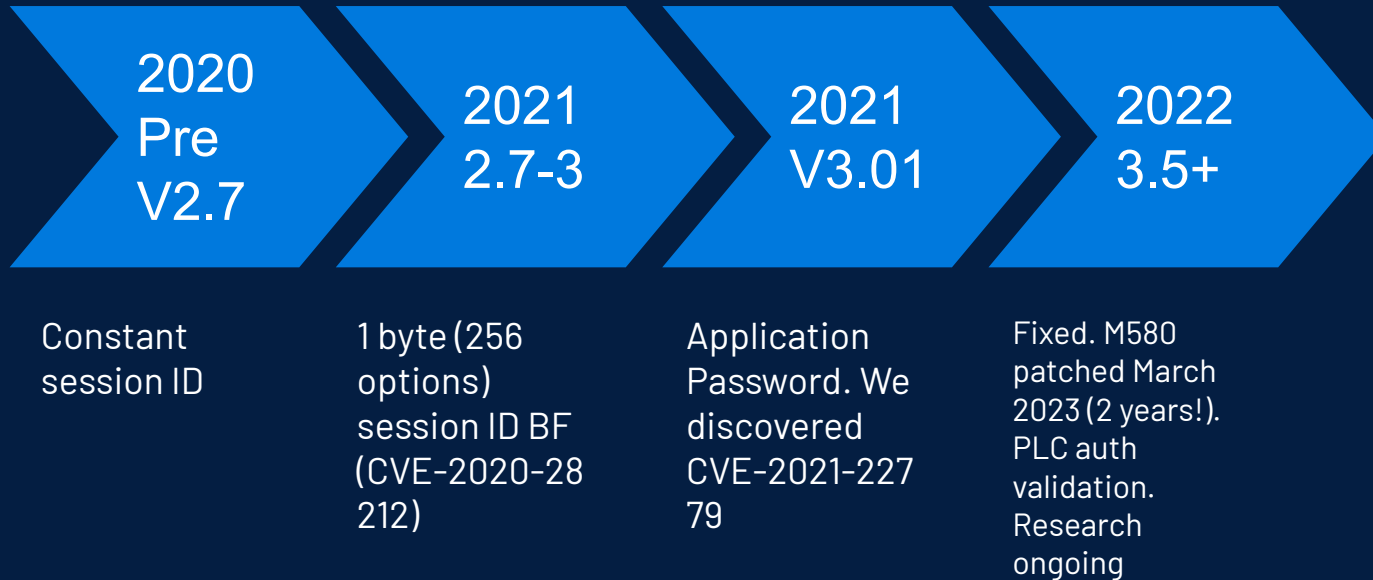 2020
Pre
V2.7
2021
2.7-3
2021
V3.01
2022
3.5+
Constant
session ID
1 byte (256
options)
session ID BF
(CVE-2020-28
212)
Application
Password. We
discovered
CVE-2021-227
79
Fixed. M580
patched March
2023 (2 years!).
PLC auth
validation.
Research
ongoing